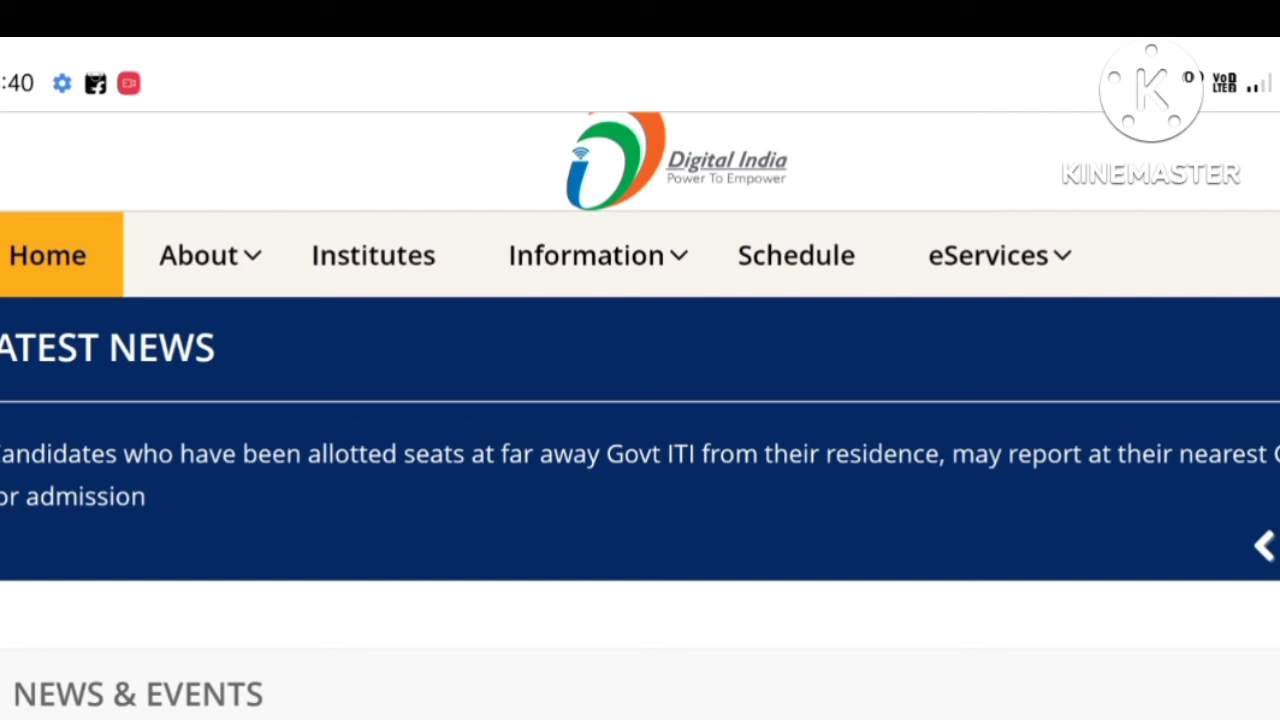 :40
VoD LTE2
KINEMASTER
Digital India
Power To Empower
Home About Institutes Information Schedule eServices
ATEST NEWS
andidates who have been allotted seats at far away Govt ITI from their residence, may report at their nearest
or admission
NEWS & EVENTS